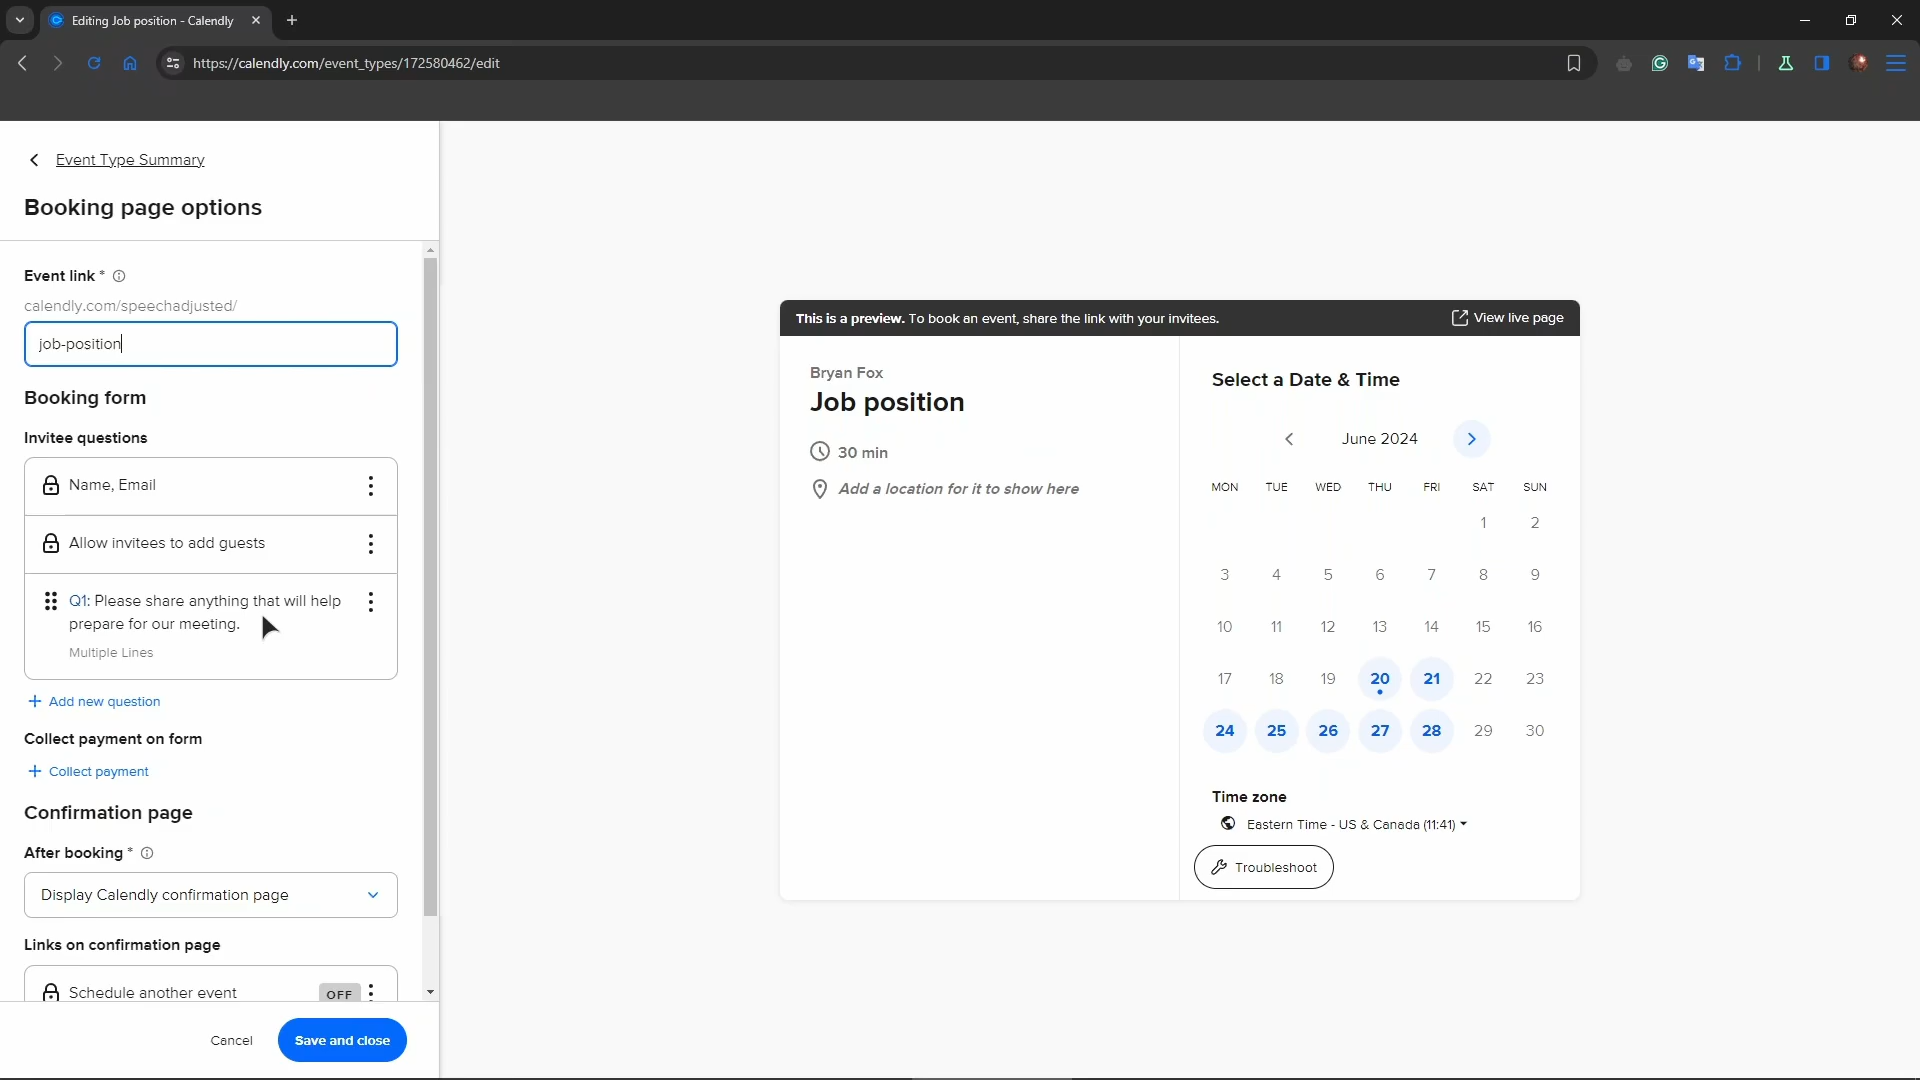 Editing Job position - Calendly
https://calendly.com/event_types/172580462/edit
Event Type Summary
Booking page options
Event link *
calendly.com/speechadjusted/
job-position
Booking form
Invitee questions
Name, Email
Allow invitees to add guests
Q1: Please share anything that will help
prepare for our meeting.
Multiple Lines
+ Add new question
Collect payment on form
+ Collect payment
Confirmation page
After booking *
Display Calendly confirmation page
Links on confirmation page
Schedule another event OFF
Cancel Save and close
This is a preview. To book an event, share the link with your invitees. View live page
Bryan Fox
Job position
30 min
Add a location for it to show here
Select a Date & Time
June 2024
MON TUE WED THU FRI SAT SUN
1 2
3 4 5 6 7 8 9
10 11 12 13 14 15 16
17 18 19 20 21 22 23
24 25 26 27 28 29 30
Time zone
Eastern Time - US & Canada (11:41)
Troubleshoot